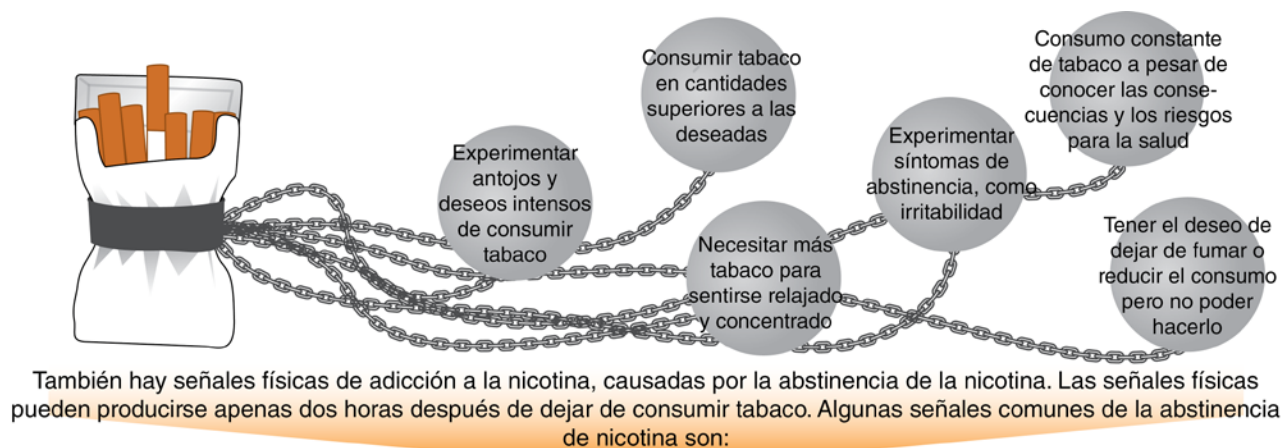 Consumir tabaco
en cantidades
superiores a las
deseadas
Consumo constante
de tabaco a pesar de
conocer las conse-
cuencias y los riesgos
para la salud
Experimentar
antojos y
deseos intensos
de consumir
tabaco
Experimentar
síntomas de
abstinencia, como
irritabilidad
Necesitar más
tabaco para
sentirse relajado
y concentrado
Tener el deseo de
dejar de fumar o
reducir el consumo
pero no poder
hacerlo
También hay señales físicas de adicción a la nicotina, causadas por la abstinencia de la nicotina. Las señales físicas
pueden producirse apenas dos horas después de dejar de consumir tabaco. Algunas señales comunes de la abstinencia
de nicotina son: